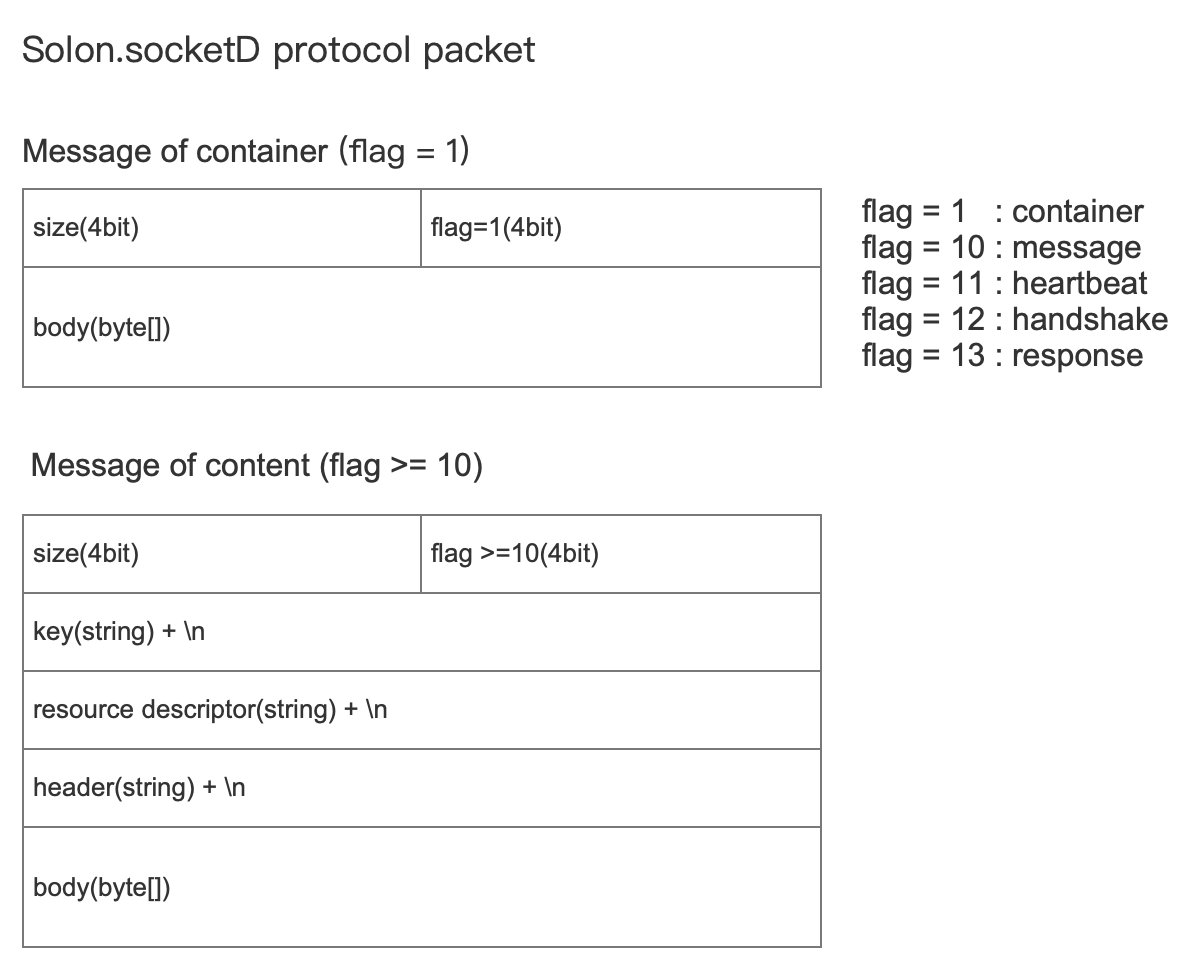 Solon.socketD protocol packet
Message of container (flag = 1)
size(4bit)
flag=1(4bit)
body(byte[])
flag = 1 : container
flag = 10 : message
flag = 11 : heartbeat
flag = 12 : handshake
flag = 13 : response
Message of content (flag >= 10)
size(4bit)
flag >=10(4bit)
key(string) + \n
resource descriptor(string) + \n
header(string) + \n
body(byte[])